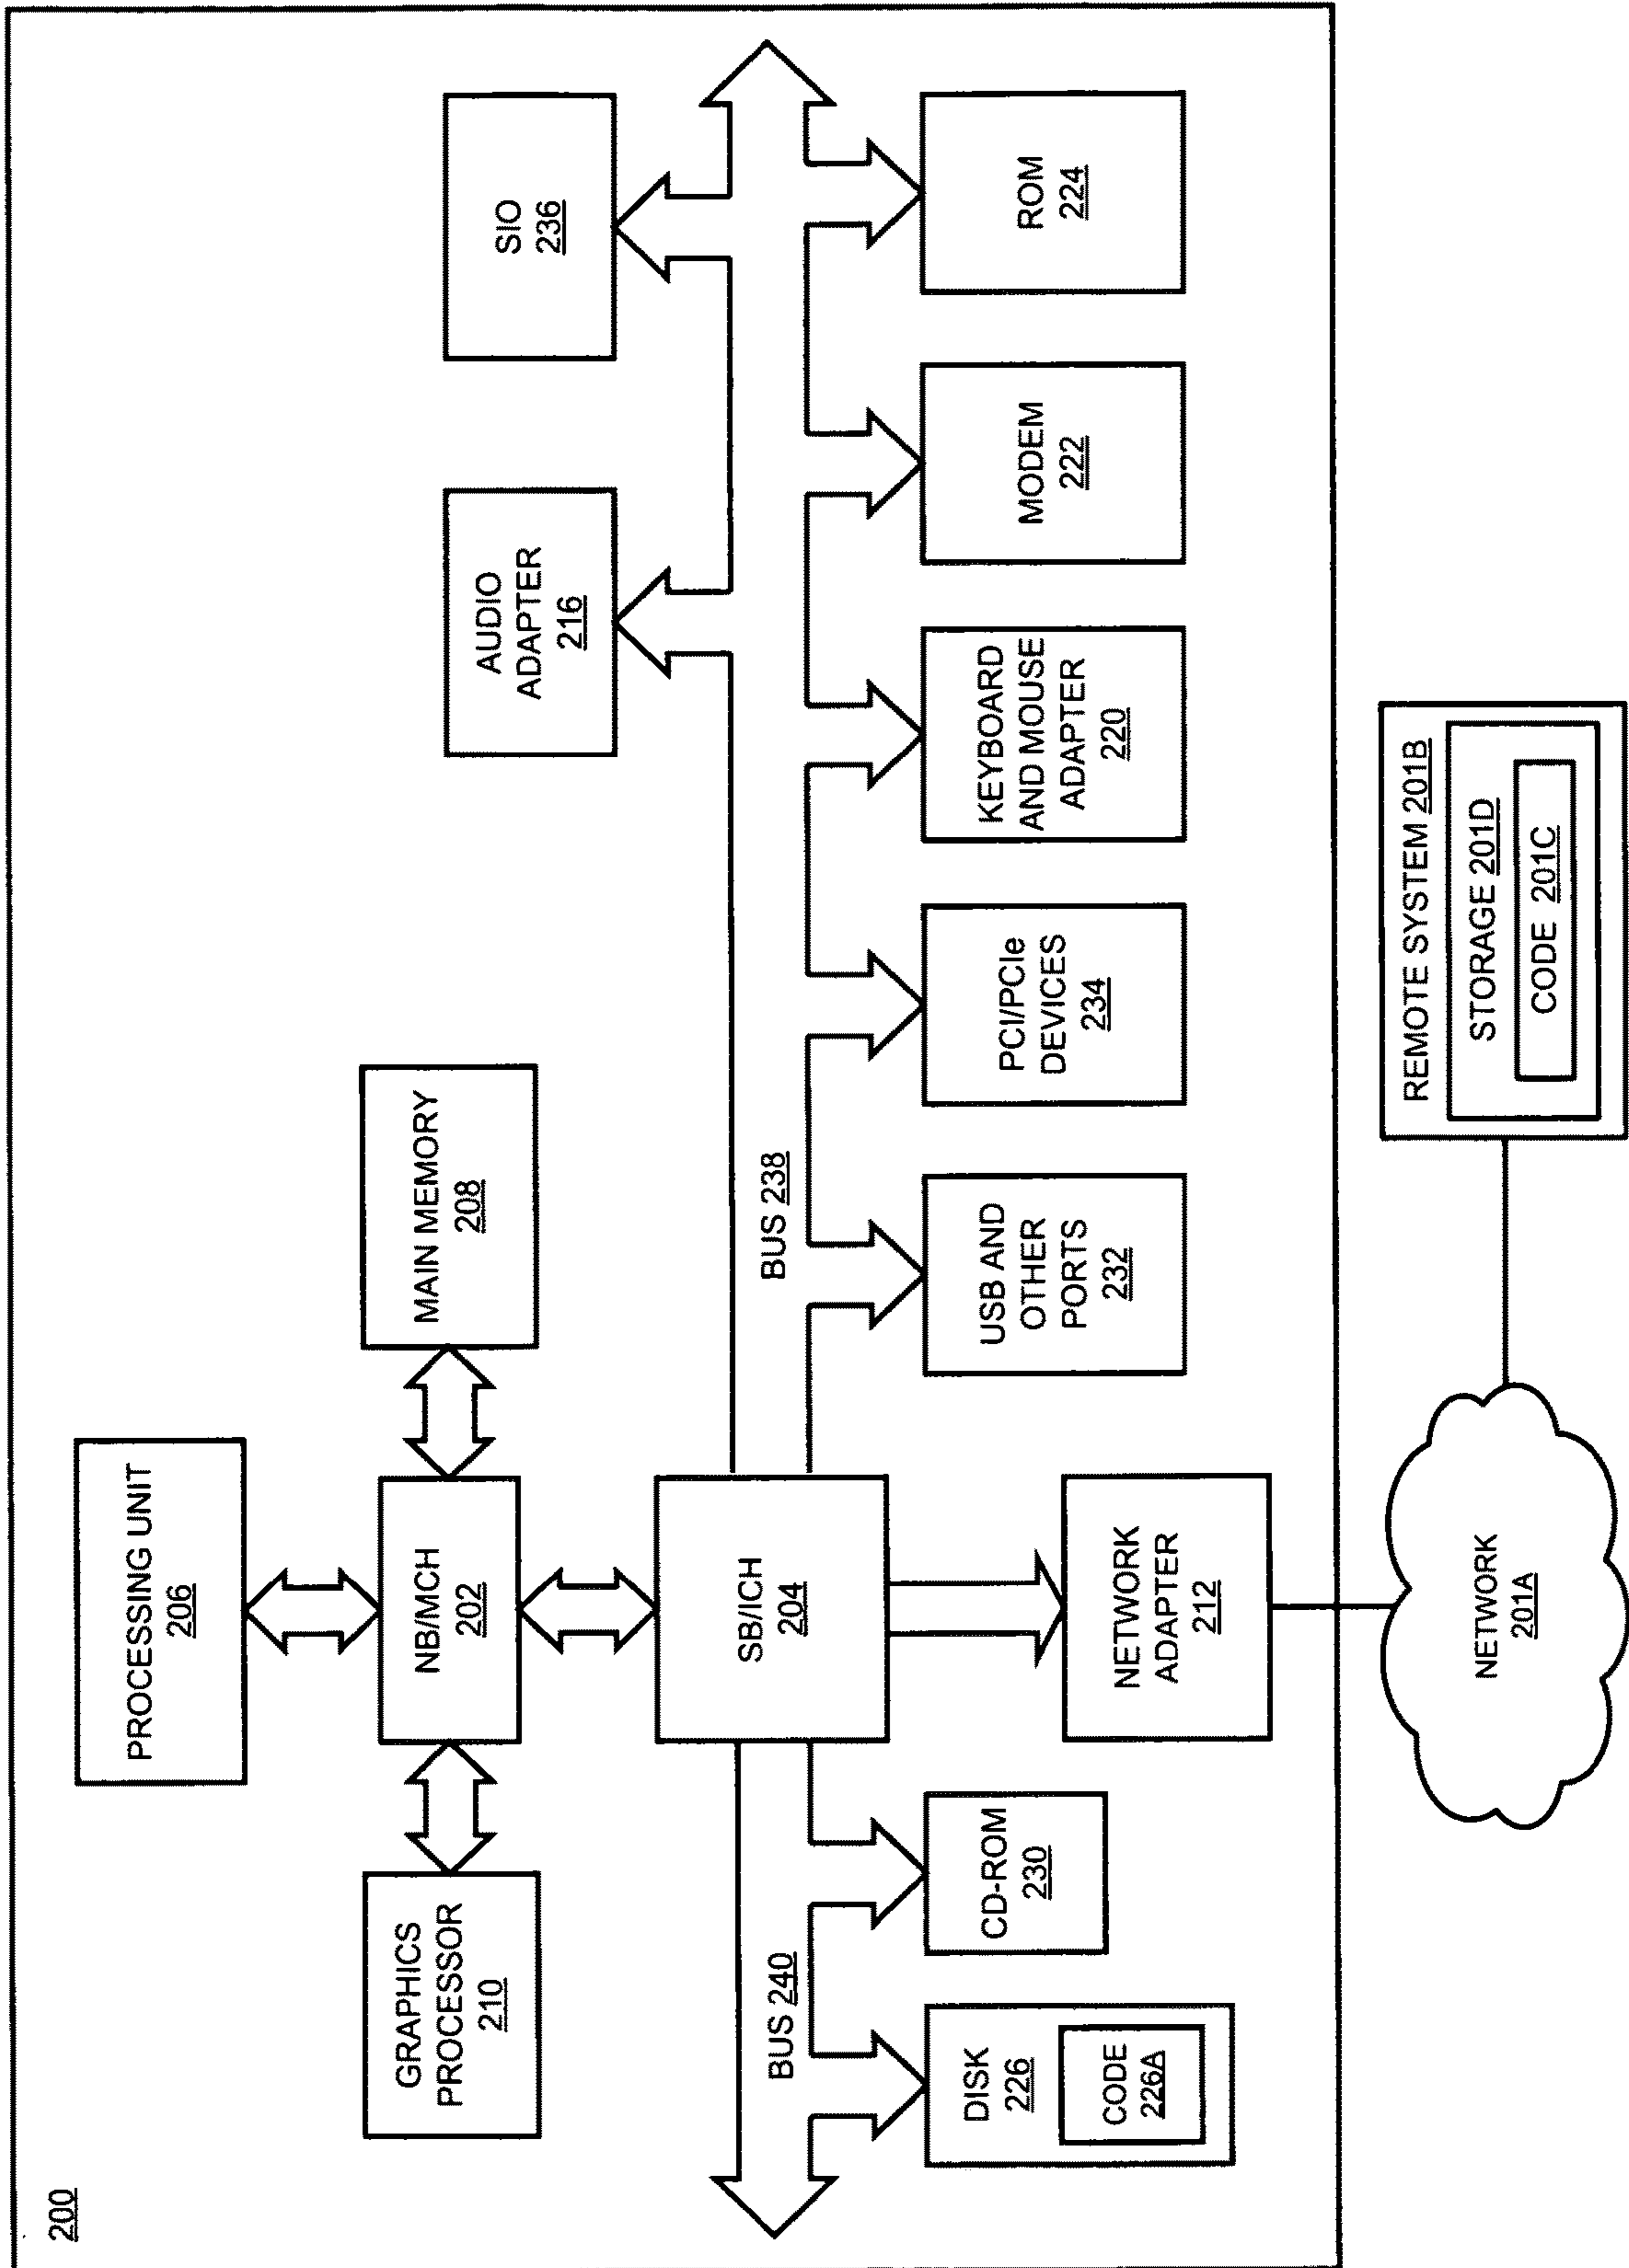 200
PROCESSING UNIT
206
GRAPHICS
PROCESSOR
210
NB/MCH
202
MAIN MEMORY
208
AUDIO
ADAPTER
216
SIO
236
SB/ICH
204
BUS 240
BUS 238
DISK
226
CODE
226A
CD-ROM
230
NETWORK
ADAPTER
212
USB AND
OTHER
PORTS
232
PCI/PCIe
DEVICES
234
KEYBOARD
AND MOUSE
ADAPTER
220
MODEM
222
ROM
224
NETWORK
201A
REMOTE SYSTEM 201B
STORAGE 201D
CODE 201C